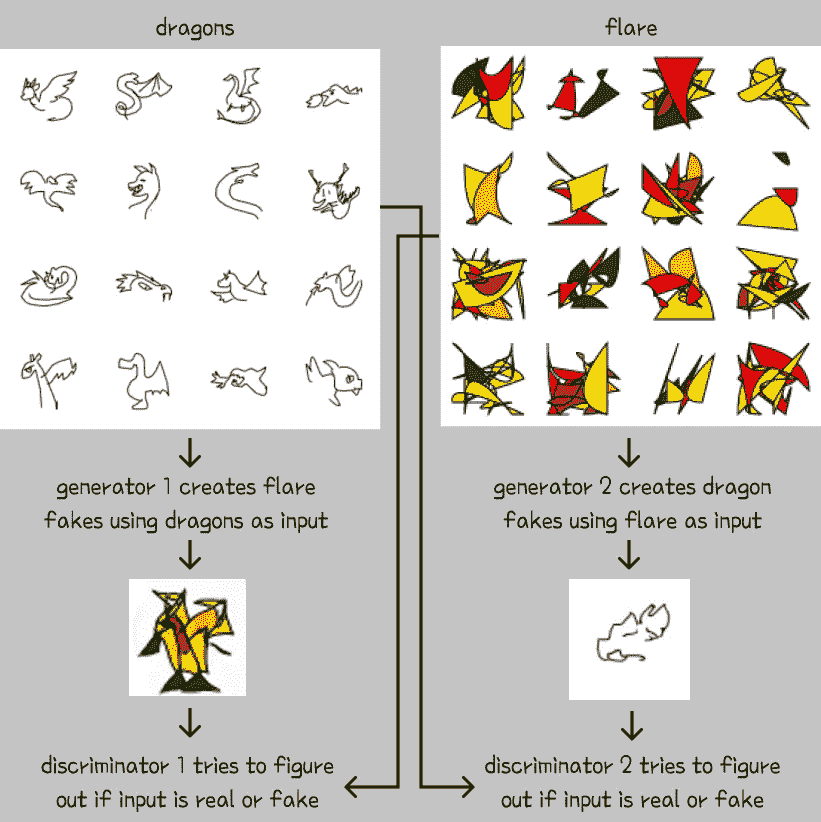 dragons
flare
generator 1 creates flare
fakes using dragons as input
generator 2 creates dragon
fakes using flare as input
discriminator 1 tries to figure
out if input is real or fake
discriminator 2 tries to figure
out if input is real or fake